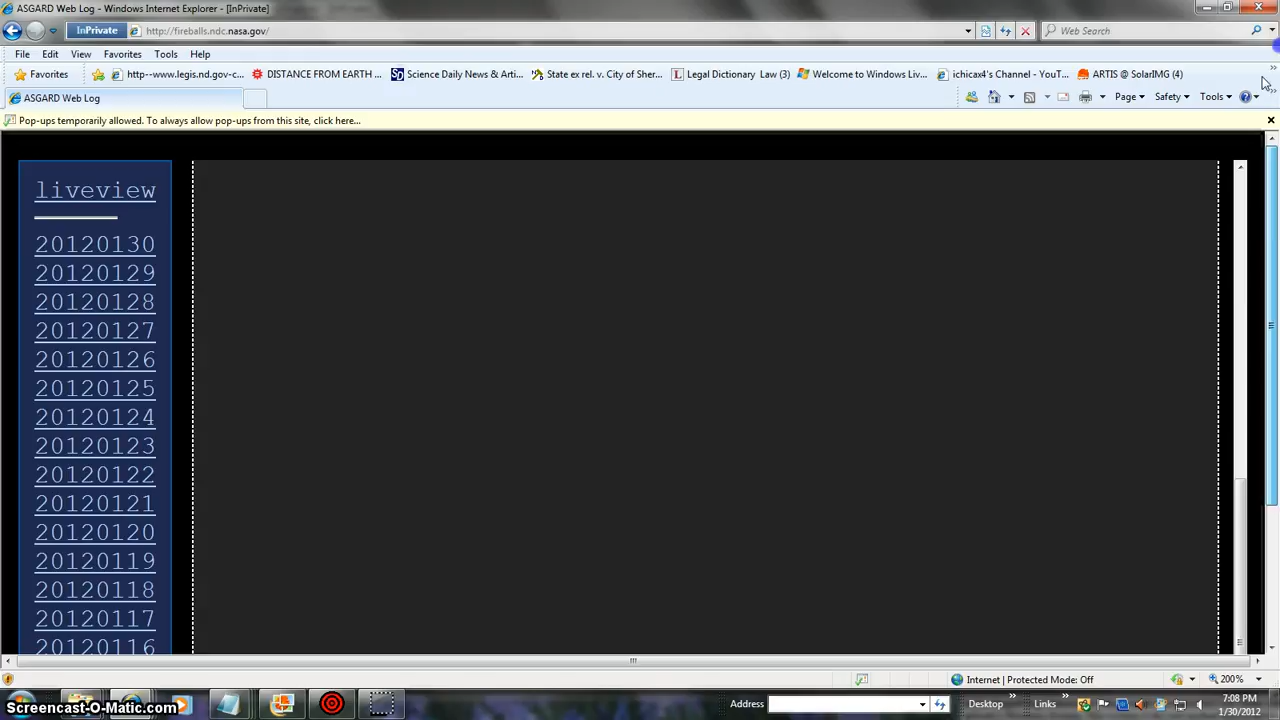 ASGARD Web Log - Windows Internet Explorer - [InPrivate]
InPrivate http://fireballs.ndc.nasa.gov/ Web Search
File Edit View Favorites Tools Help
Favorites http--www.legis.nd.gov-c... DISTANCE FROM EARTH ... Science Daily News & Arti... State ex rel. v. City of Sher... Legal Dictionary Law (3) Welcome to Windows Liv... ichicax4's Channel - YouT... ARTIS @ SolarIMG (4)
ASGARD Web Log Page Safety Tools
Pop-ups temporarily allowed. To always allow pop-ups from this site, click here...
liveview
20120130
20120129
20120128
20120127
20120126
20120125
20120124
20120123
20120122
20120121
20120120
20120119
20120118
20120117
20120116
Internet | Protected Mode: Off 200%
Screencast-O-Matic.com Address Desktop Links 7:08 PM
1/30/2012